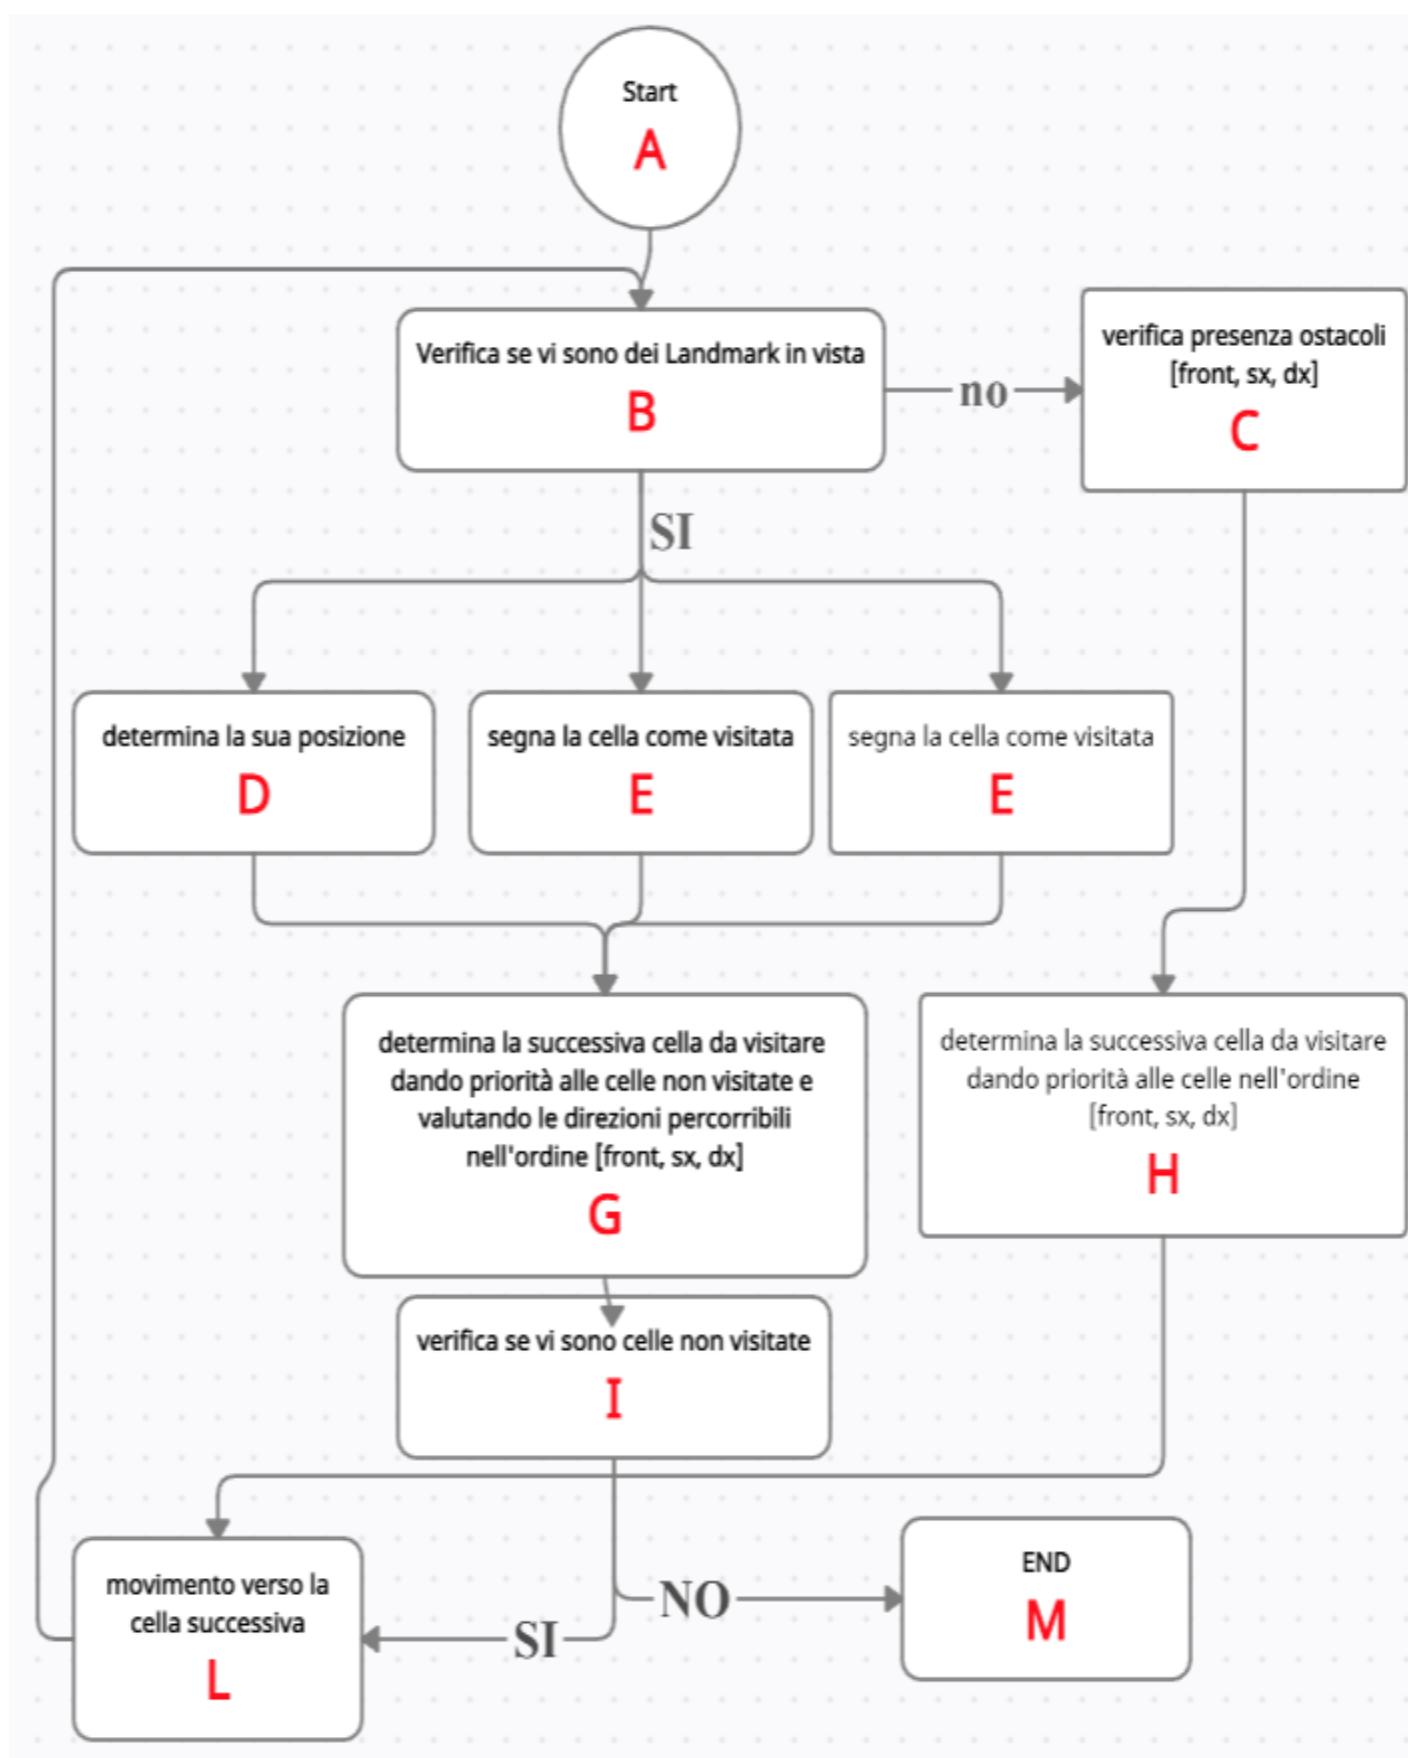 Start
A
Verifica se vi sono dei Landmark in vista
B
no
verifica presenza ostacoli
[front, sx, dx]
C
SI
determina la sua posizione
D
segna la cella come visitata
E
segna la cella come visitata
E
determina la successiva cella da visitare
dando priorità alle celle non visitate e
valutando le direzioni percorribili
nell'ordine [front, sx, dx]
G
determina la successiva cella da visitare
dando priorità alle celle nell'ordine
[front, sx, dx]
H
verifica se vi sono celle non visitate
I
movimento verso la
cella successiva
L
SI
NO
END
M